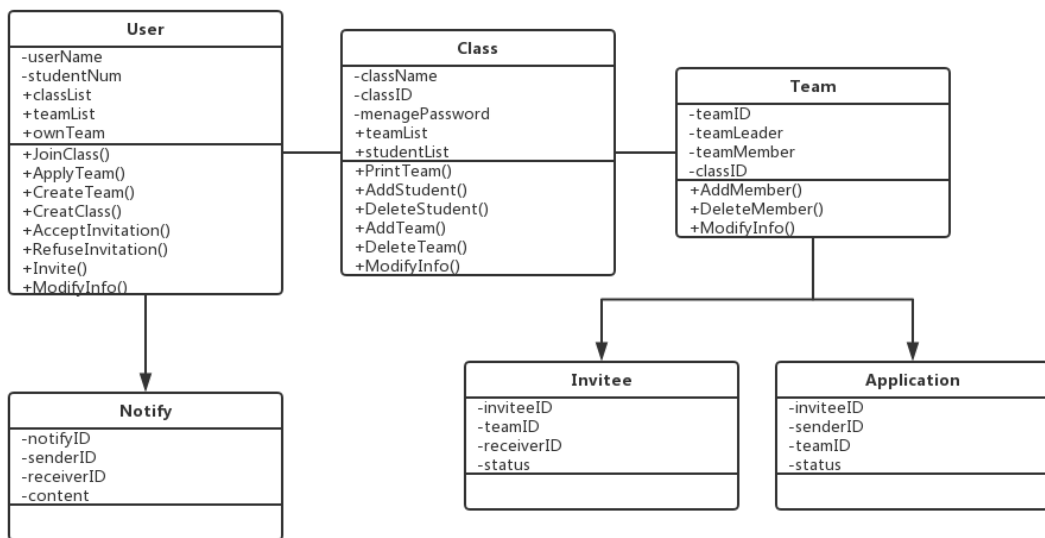 User
-userName
-studentNum
+classList
+teamList
+ownTeam
+JoinClass()
+ApplyTeam()
+CreateTeam()
+CreatClass()
+AcceptInvitation()
+RefuseInvitation()
+Invite()
+ModifyInfo()
Class
-className
-classID
-menagePassword
+teamList
+studentList
+PrintTeam()
+AddStudent()
+DeleteStudent()
+AddTeam()
+DeleteTeam()
+ModifyInfo()
Team
-teamID
-teamLeader
-teamMember
-classID
+AddMember()
+DeleteMember()
+ModifyInfo()
Notify
-notifyID
-senderID
-receiverID
-content
Invitee
-inviteeID
-teamID
-receiverID
-status
Application
-inviteeID
-senderID
-teamID
-status